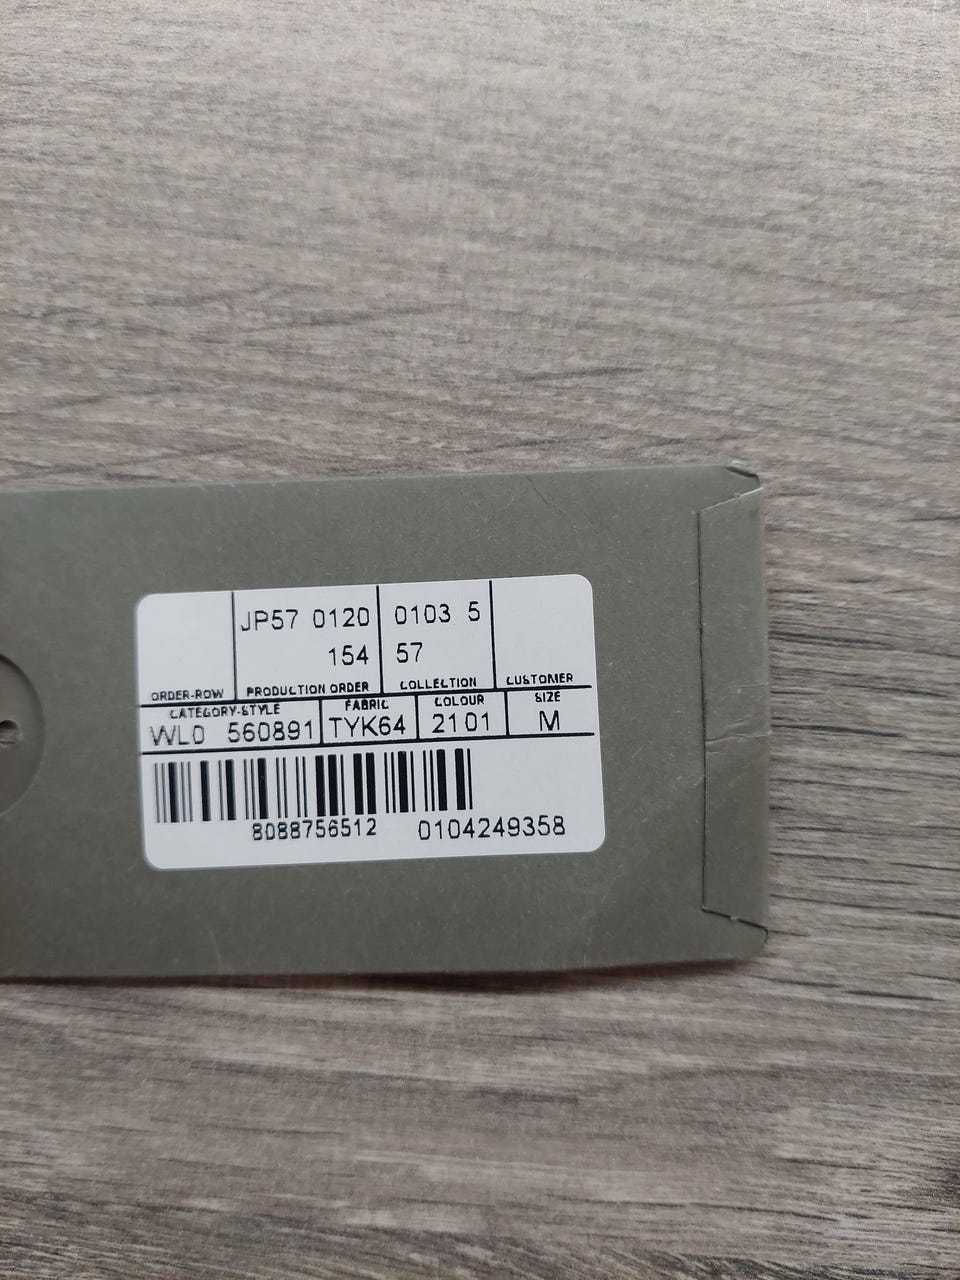 JP57 0120 0103 5
154 57
ORDER-ROW PRODUCTION ORDER COLLECTION CUSTOMER
CATEGORY-STYLE FABRIC COLOUR SIZE
WL0 560891 TYK64 2101 M
8088756512 0104249358